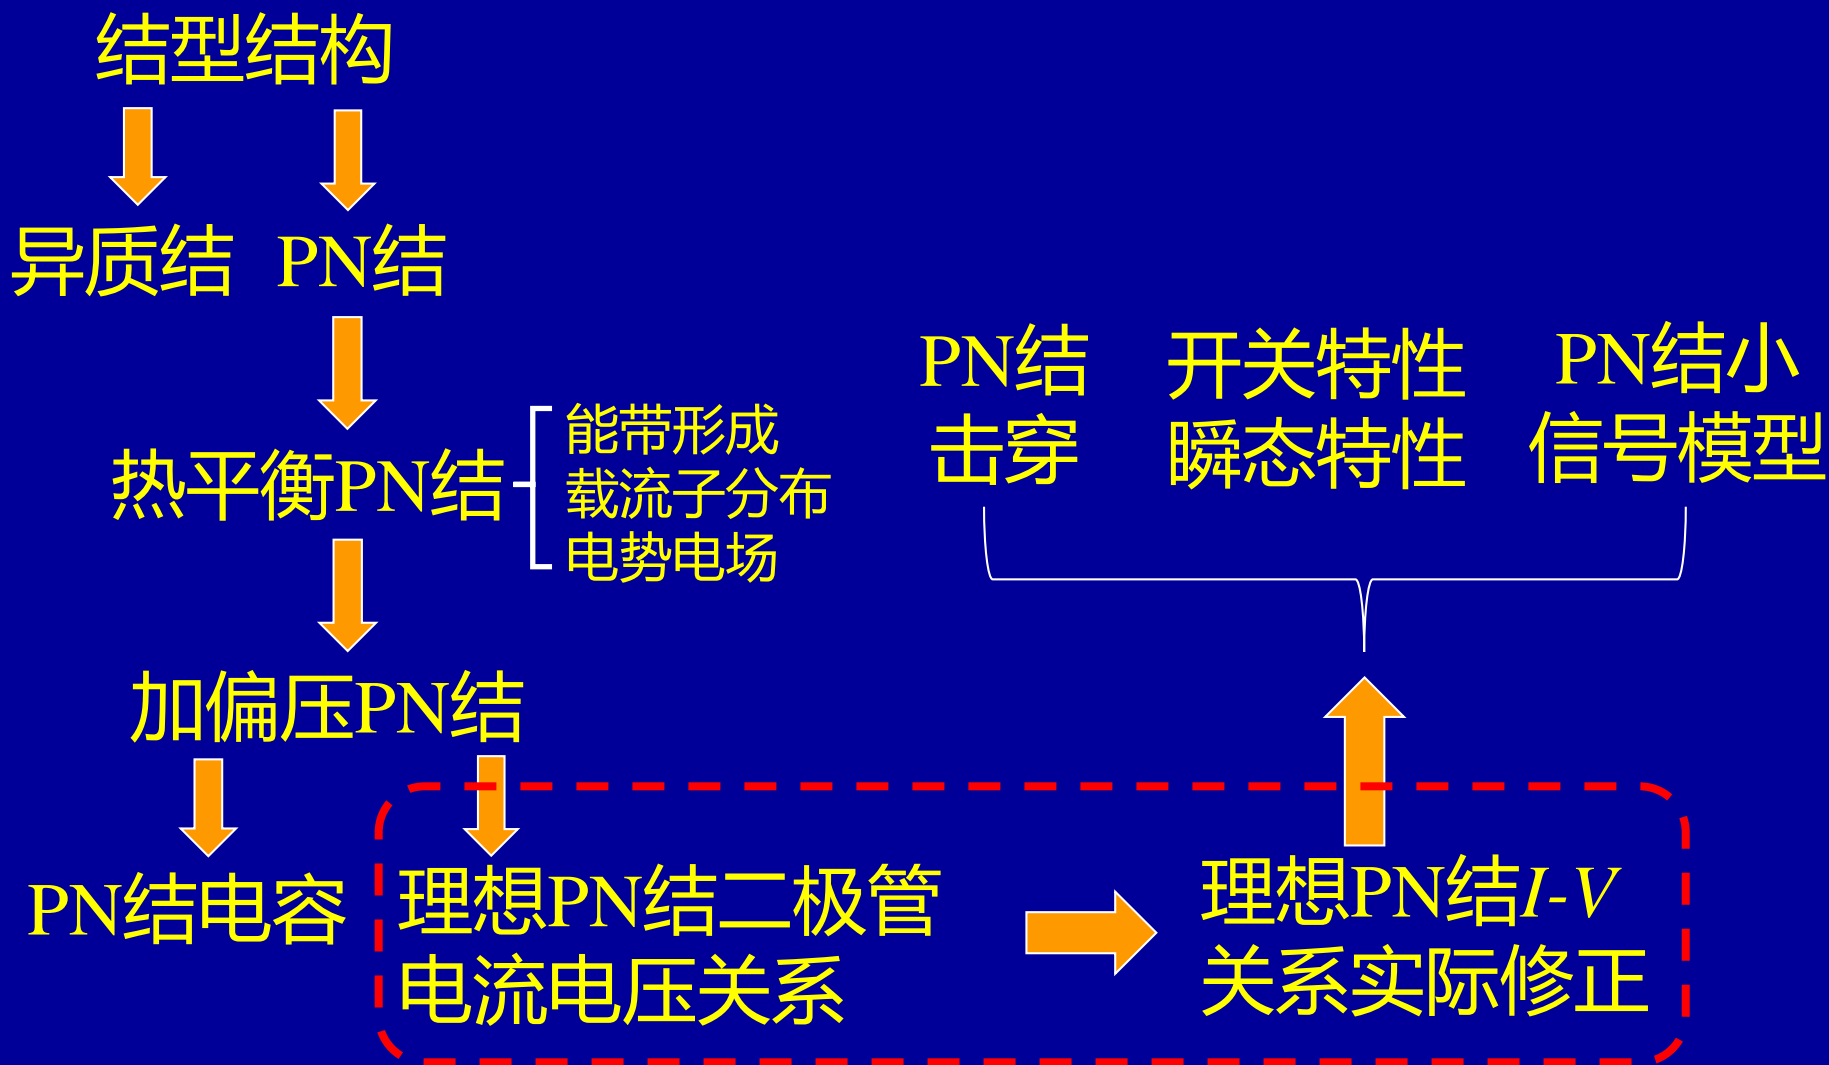 结型结构
异质结
PN结
热平衡PN结
能带形成
载流子分布
电势电场
加偏压PN结
PN结电容
理想PN结二极管
电流电压关系
理想PN结I-V
关系实际修正
PN结
击穿
开关特性
瞬态特性
PN结小
信号模型